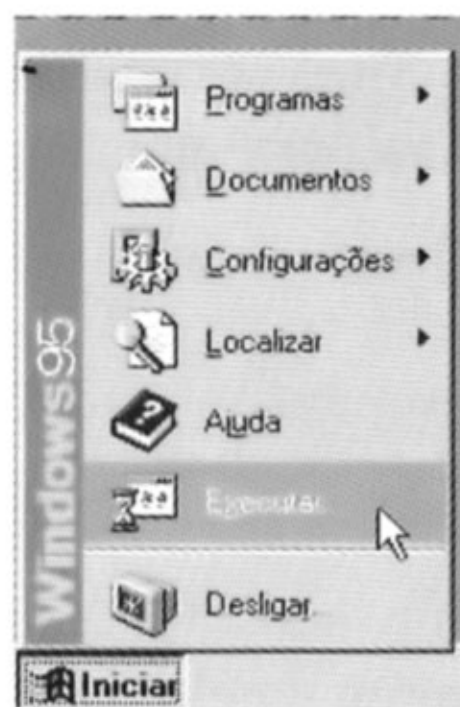 Programas
Documentos
Configurações
Localizar
Ajuda
Executar...
Desligar...
Windows95
Iniciar